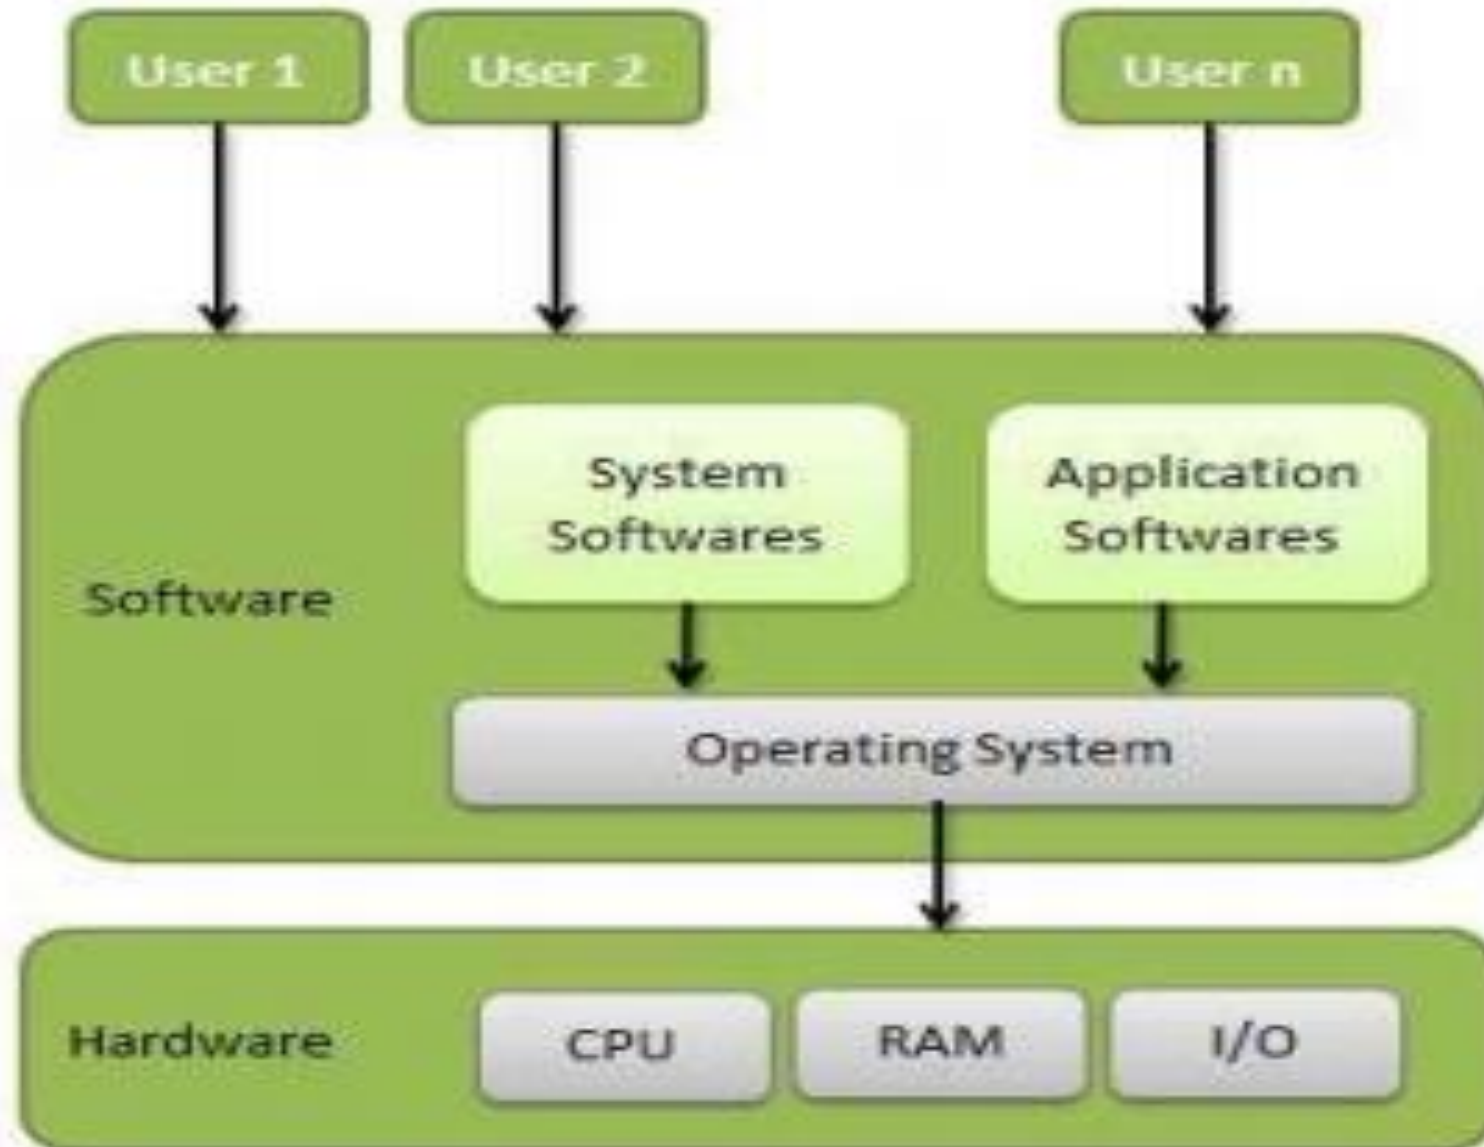 User 1
User 2
User n
System
Softwares
Application
Softwares
Software
Operating System
Hardware
CPU
RAM
I/O